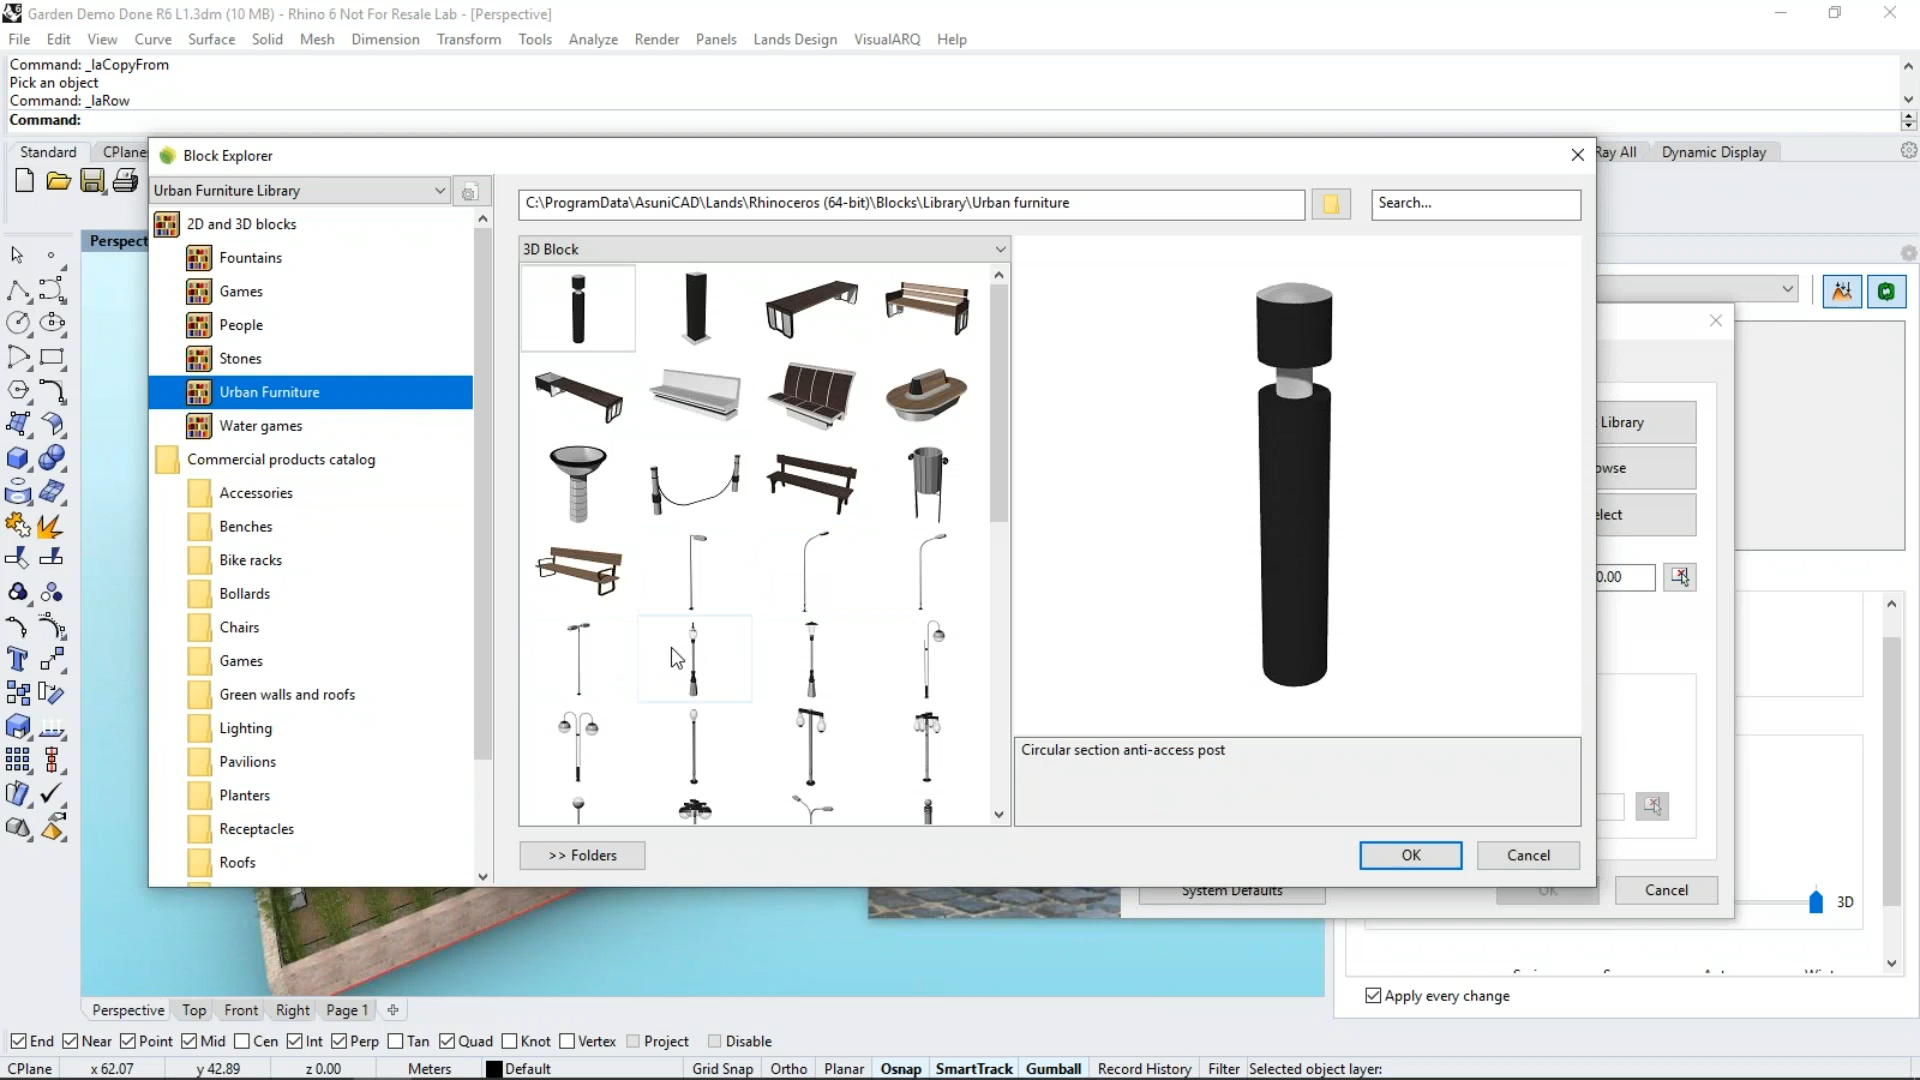 Garden Demo Done R6 L1.3dm (10 MB) - Rhino 6 Not For Resale Lab - [Perspective]
File Edit View Curve Surface Solid Mesh Dimension Transform Tools Analyze Render Panels Lands Design VisualARQ Help
Command: _laCopyFrom
Pick an object
Command: _laRow
Command:
Standard CPlane Ray All Dynamic Display
Block Explorer
Urban Furniture Library
C:\ProgramData\AsuniCAD\Lands\Rhinoceros (64-bit)\Blocks\Library\Urban furniture
Search...
2D and 3D blocks
Fountains
Games
People
Stones
Urban Furniture
Water games
Commercial products catalog
Accessories
Benches
Bike racks
Bollards
Chairs
Games
Green walls and roofs
Lighting
Pavilions
Planters
Receptacles
Roofs
3D Block
Circular section anti-access post
>> Folders
OK
Cancel
Perspect
Library
owse
elect
0.00
System Defaults
OK
Cancel
3D
Apply every change
Perspective Top Front Right Page 1
End Near Point Mid Cen Int Perp Tan Quad Knot Vertex Project Disable
CPlane x 62.07 y 42.89 z 0.00 Meters Default Grid Snap Ortho Planar Osnap SmartTrack Gumball Record History Filter Selected object layer: